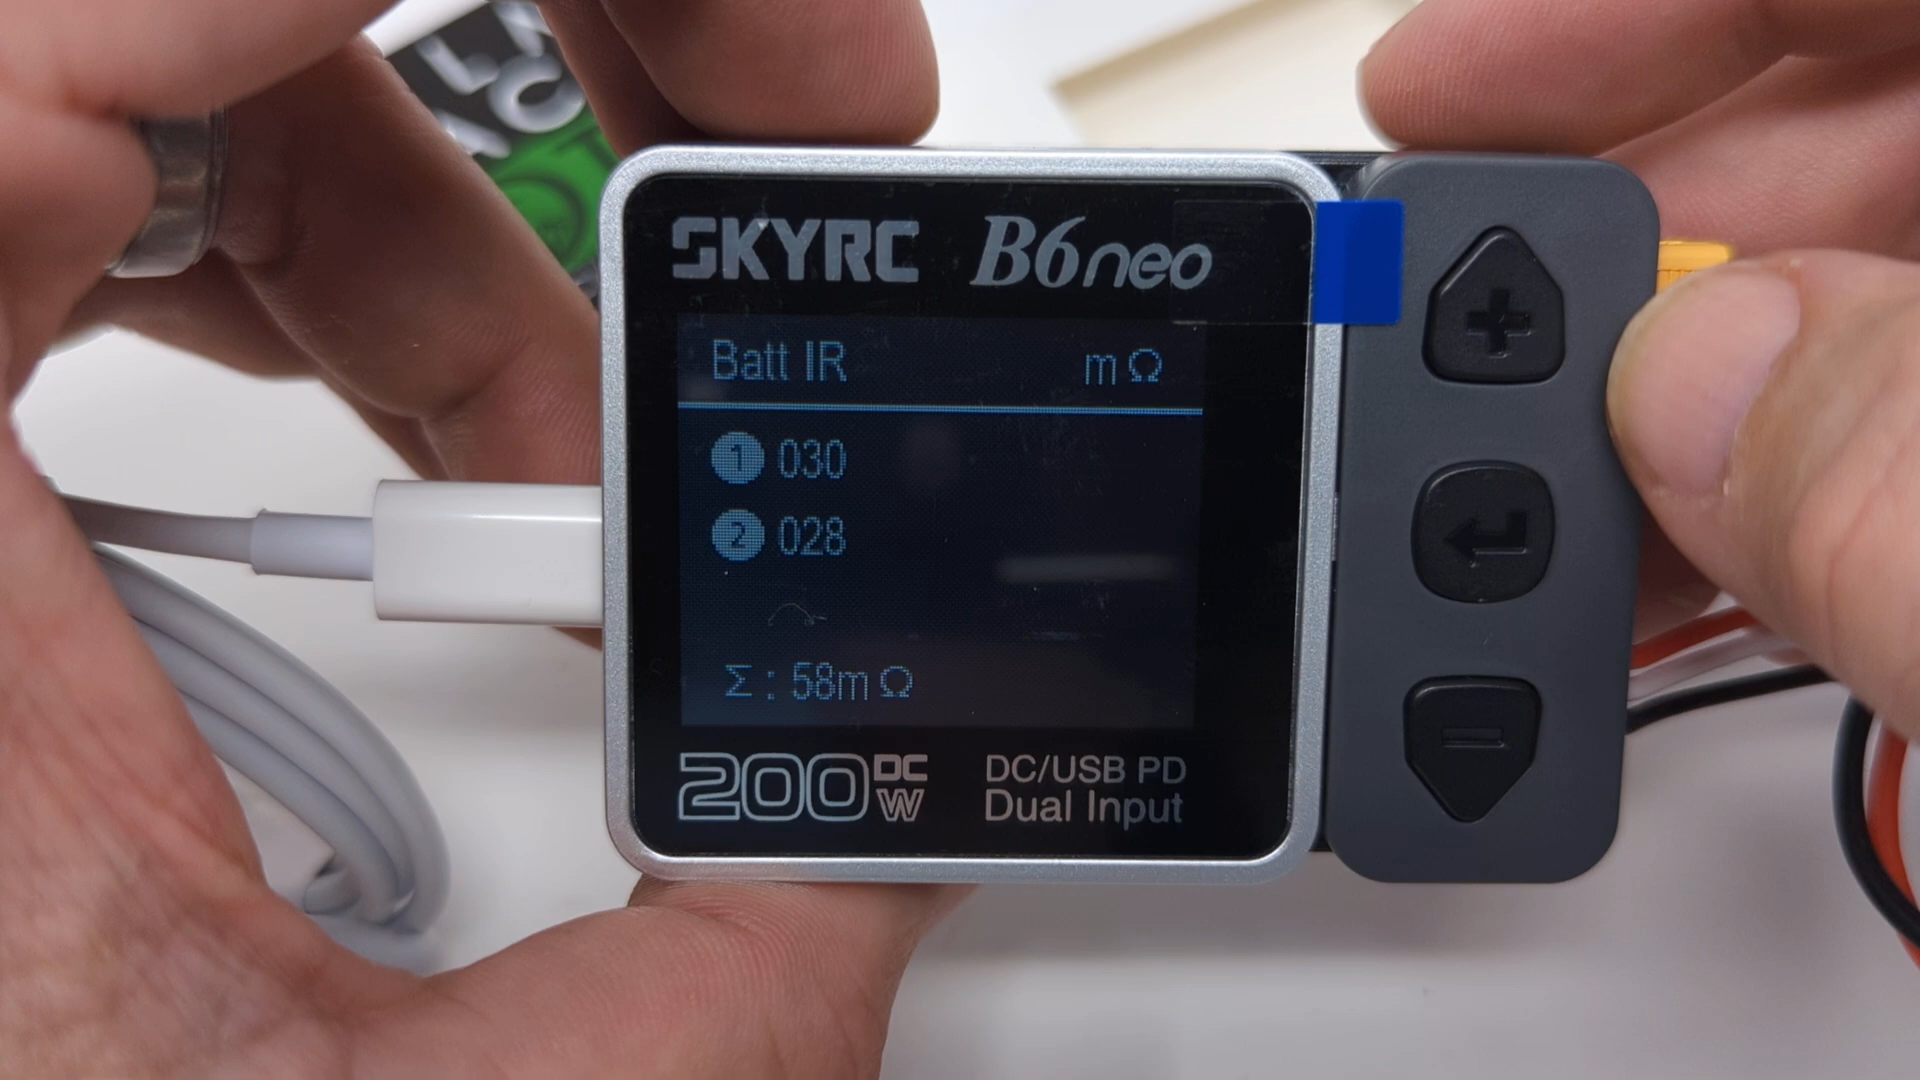 SKYRC B6neo
Batt IR mΩ
1 030
2 028
Σ : 58mΩ
200 DC W
DC/USB PD
Dual Input